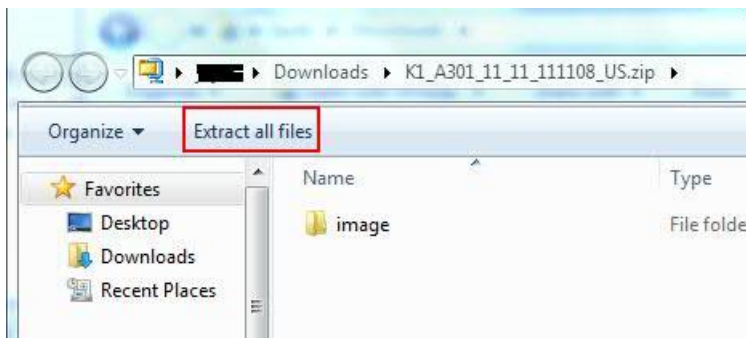 Downloads K1_A301_11_11_111108_US.zip
Organize Extract all files
Favorites Name Type
Desktop image File folde
Downloads
Recent Places